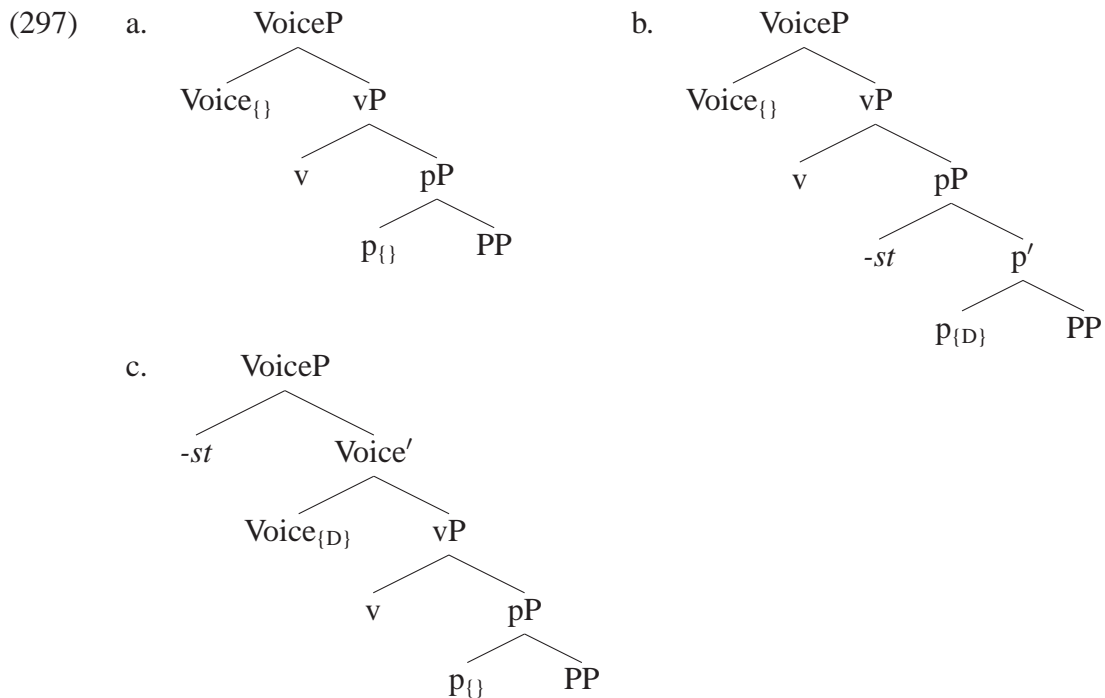 (297) a. VoiceP b. VoiceP
Voice{} vP Voice{} vP
v pP v pP
p{} PP -st p′
p{D} PP
c. VoiceP
-st Voice′
Voice{D} vP
v pP
p{} PP